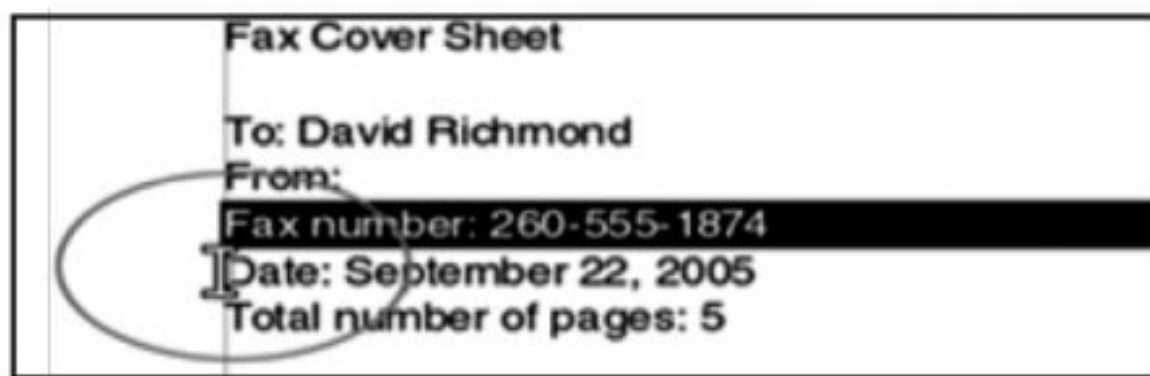 Fax Cover Sheet
To: David Richmond
From:
Fax number: 260-555-1874
Date: September 22, 2005
Total number of pages: 5